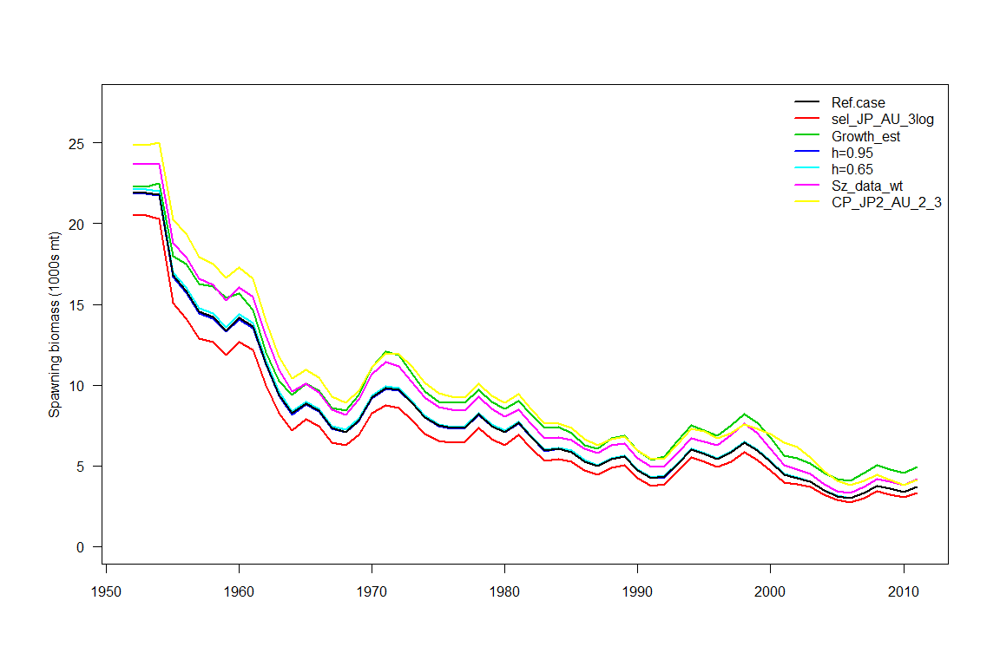 Ref.case
sel_JP_AU_3log
Growth_est
h=0.95
h=0.65
Sz_data_wt
CP_JP2_AU_2_3
Spawning biomass (1000s mt)
25
20
15
10
5
0
1950 1960 1970 1980 1990 2000 2010